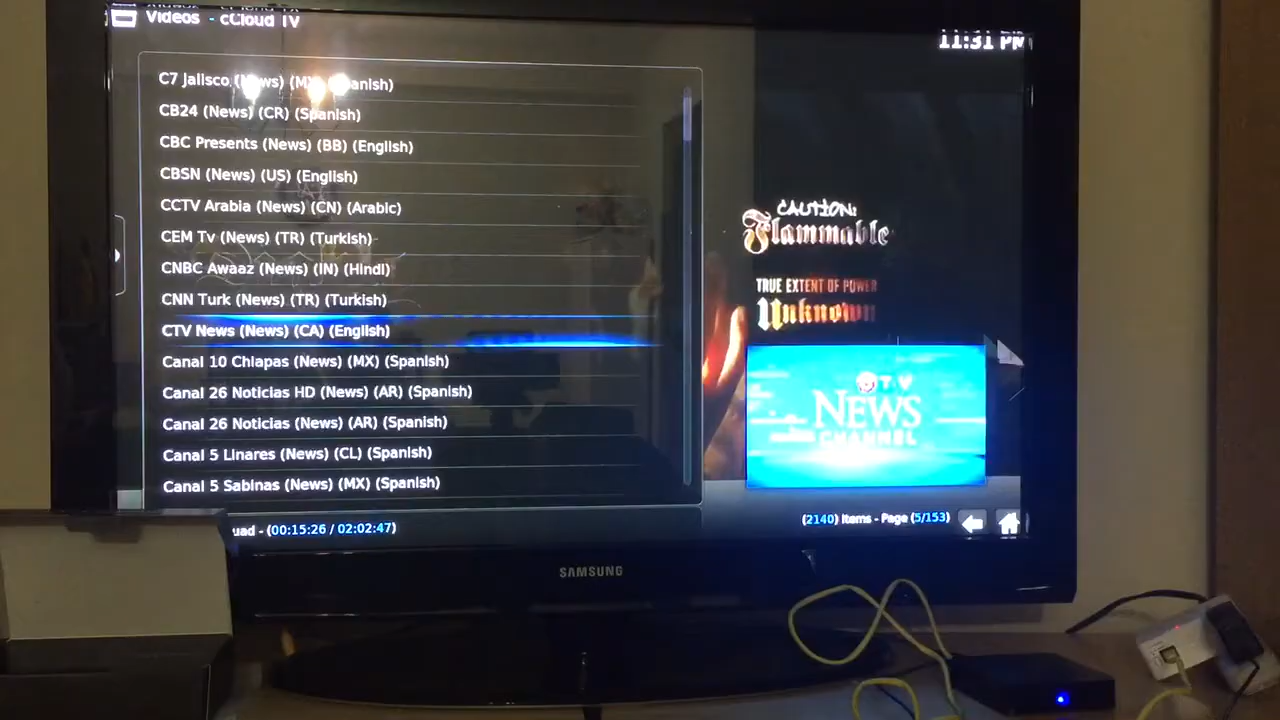 Videos - cCloud TV
11:31 PM
C7 Jalisco (News) (MX) (Spanish)
CB24 (News) (CR) (Spanish)
CBC Presents (News) (BB) (English)
CBSN (News) (US) (English)
CCTV Arabia (News) (CN) (Arabic)
CEM Tv (News) (TR) (Turkish)
CNBC Awaaz (News) (IN) (Hindi)
CNN Turk (News) (TR) (Turkish)
CTV News (News) (CA) (English)
Canal 10 Chiapas (News) (MX) (Spanish)
Canal 26 Noticias HD (News) (AR) (Spanish)
Canal 26 Noticias (News) (AR) (Spanish)
Canal 5 Linares (News) (CL) (Spanish)
Canal 5 Sabinas (News) (MX) (Spanish)
CAUTION:
Flammable
TRUE EXTENT OF POWER
Unknown
CTV
NEWS
CHANNEL
uad - (00:15:26 / 02:02:47)
(2140) Items - Page (5/153)
SAMSUNG